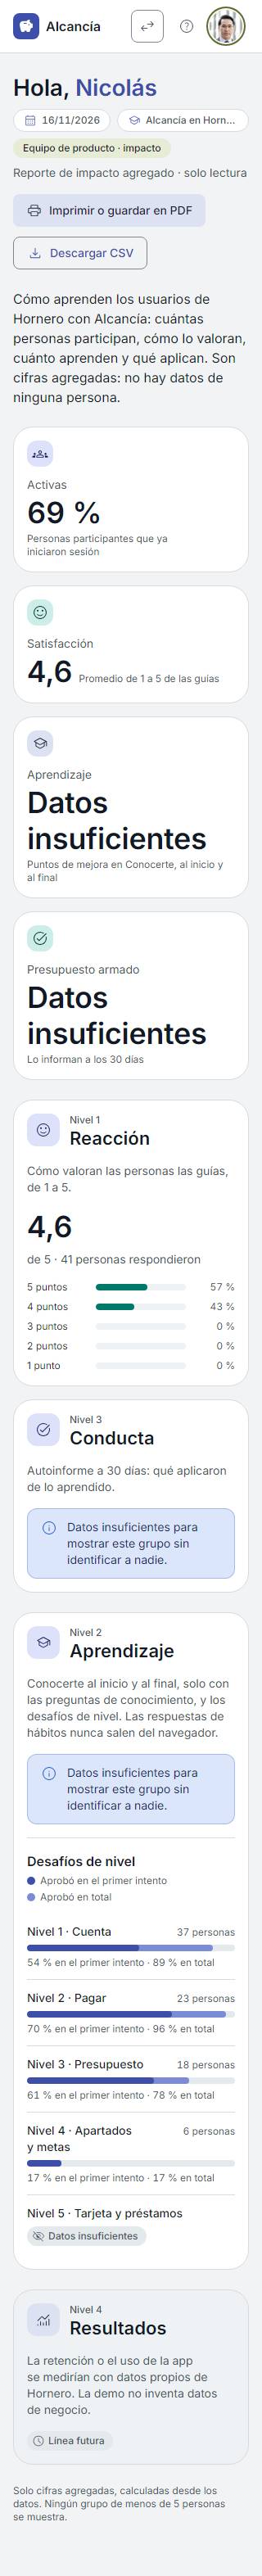 Alcancía
Hola, Nicolás
16/11/2026
Alcancía en Horn...
Equipo de producto · impacto
Reporte de impacto agregado · solo lectura
Imprimir o guardar en PDF
Descargar CSV
Cómo aprenden los usuarios de
Hornero con Alcancía: cuántas
personas participan, cómo lo valoran,
cuánto aprenden y qué aplican. Son
cifras agregadas: no hay datos de
ninguna persona.
Activas
69 %
Personas participantes que ya
iniciaron sesión
Satisfacción
4,6 Promedio de 1 a 5 de las guías
Aprendizaje
Datos
insuficientes
Puntos de mejora en Conocerte, al inicio y
al final
Presupuesto armado
Datos
insuficientes
Lo informan a los 30 días
Nivel 1
Reacción
Cómo valoran las personas las guías,
de 1 a 5.
4,6
de 5 · 41 personas respondieron
5 puntos 57 %
4 puntos 43 %
3 puntos 0 %
2 puntos 0 %
1 punto 0 %
Nivel 3
Conducta
Autoinforme a 30 días: qué aplicaron
de lo aprendido.
Datos insuficientes para
mostrar este grupo sin
identificar a nadie.
Nivel 2
Aprendizaje
Conocerte al inicio y al final, solo con
las preguntas de conocimiento, y los
desafíos de nivel. Las respuestas de
hábitos nunca salen del navegador.
Datos insuficientes para
mostrar este grupo sin
identificar a nadie.
Desafíos de nivel
Aprobó en el primer intento
Aprobó en total
Nivel 1 · Cuenta 37 personas
54 % en el primer intento · 89 % en total
Nivel 2 · Pagar 23 personas
70 % en el primer intento · 96 % en total
Nivel 3 · Presupuesto 18 personas
61 % en el primer intento · 78 % en total
Nivel 4 · Apartados 6 personas
y metas
17 % en el primer intento · 17 % en total
Nivel 5 · Tarjeta y préstamos
Datos insuficientes
Nivel 4
Resultados
La retención o el uso de la app
se medirían con datos propios de
Hornero. La demo no inventa datos
de negocio.
Línea futura
Solo cifras agregadas, calculadas desde los
datos. Ningún grupo de menos de 5 personas
se muestra.